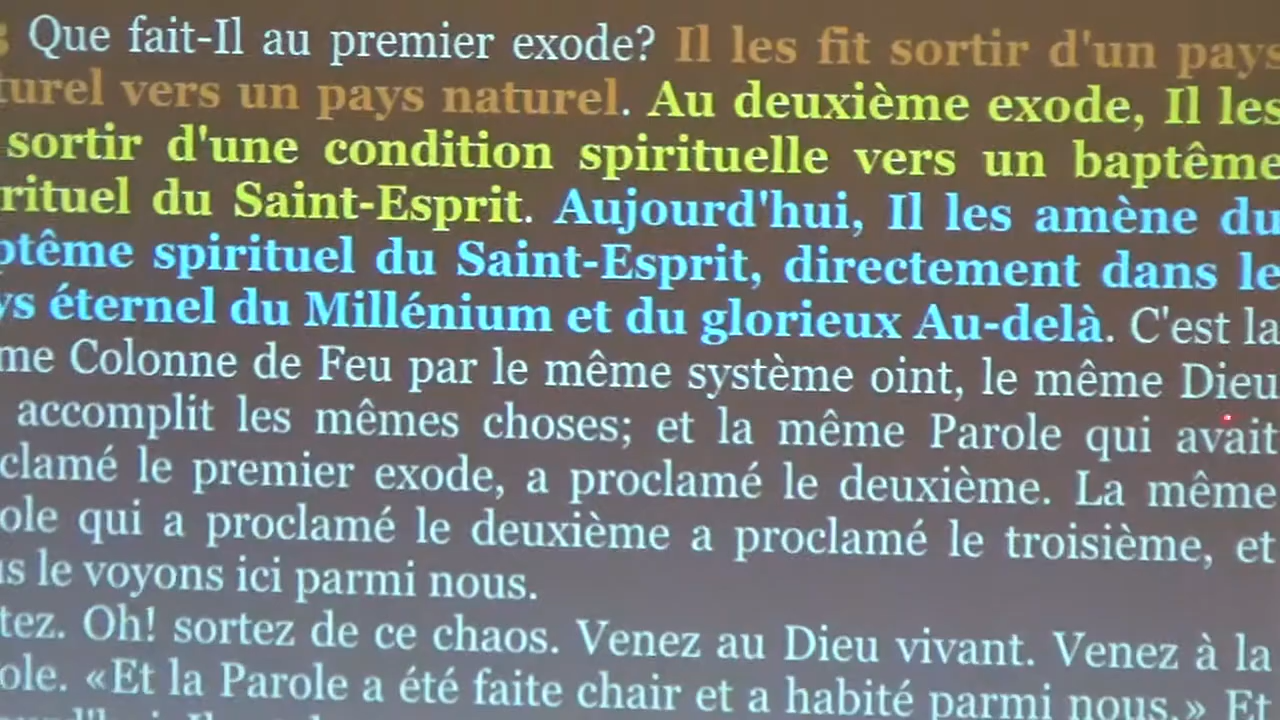 Que fait-Il au premier exode? Il les fit sortir d'un pays
turel vers un pays naturel. Au deuxième exode, Il les
sortir d'une condition spirituelle vers un baptême
rituel du Saint-Esprit. Aujourd'hui, Il les amène du
ptême spirituel du Saint-Esprit, directement dans le
ys éternel du Millénium et du glorieux Au-delà. C'est la
me Colonne de Feu par le même système oint, le même Dieu
accomplit les mêmes choses; et la même Parole qui avait
clamé le premier exode, a proclamé le deuxième. La même
ole qui a proclamé le deuxième a proclamé le troisième, et
us le voyons ici parmi nous.
tez. Oh! sortez de ce chaos. Venez au Dieu vivant. Venez à la
ole. «Et la Parole a été faite chair et a habité parmi nous.» Et